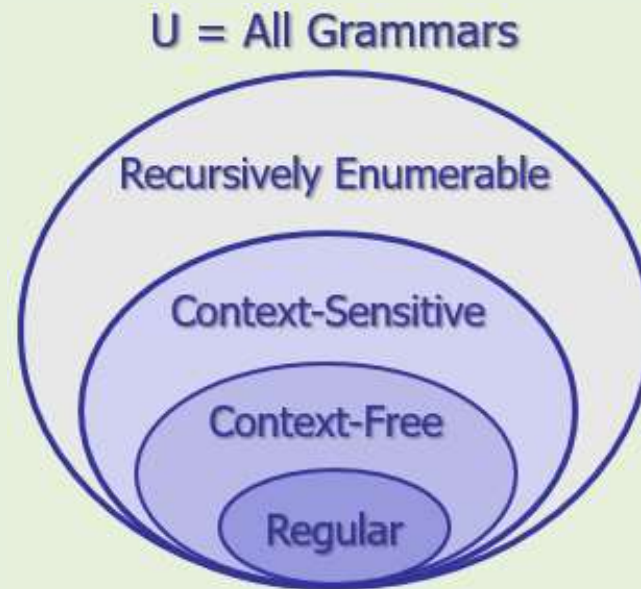 U = All Grammars
Recursively Enumerable
Context-Sensitive
Context-Free
Regular